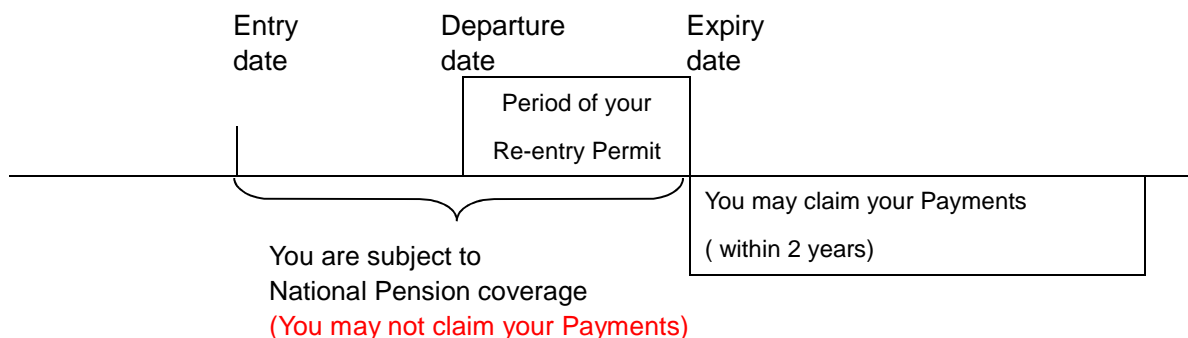 Entry
date
Departure
date
Expiry
date
Period of your
Re-entry Permit
You may claim your Payments
( within 2 years)
You are subject to
National Pension coverage
(You may not claim your Payments)